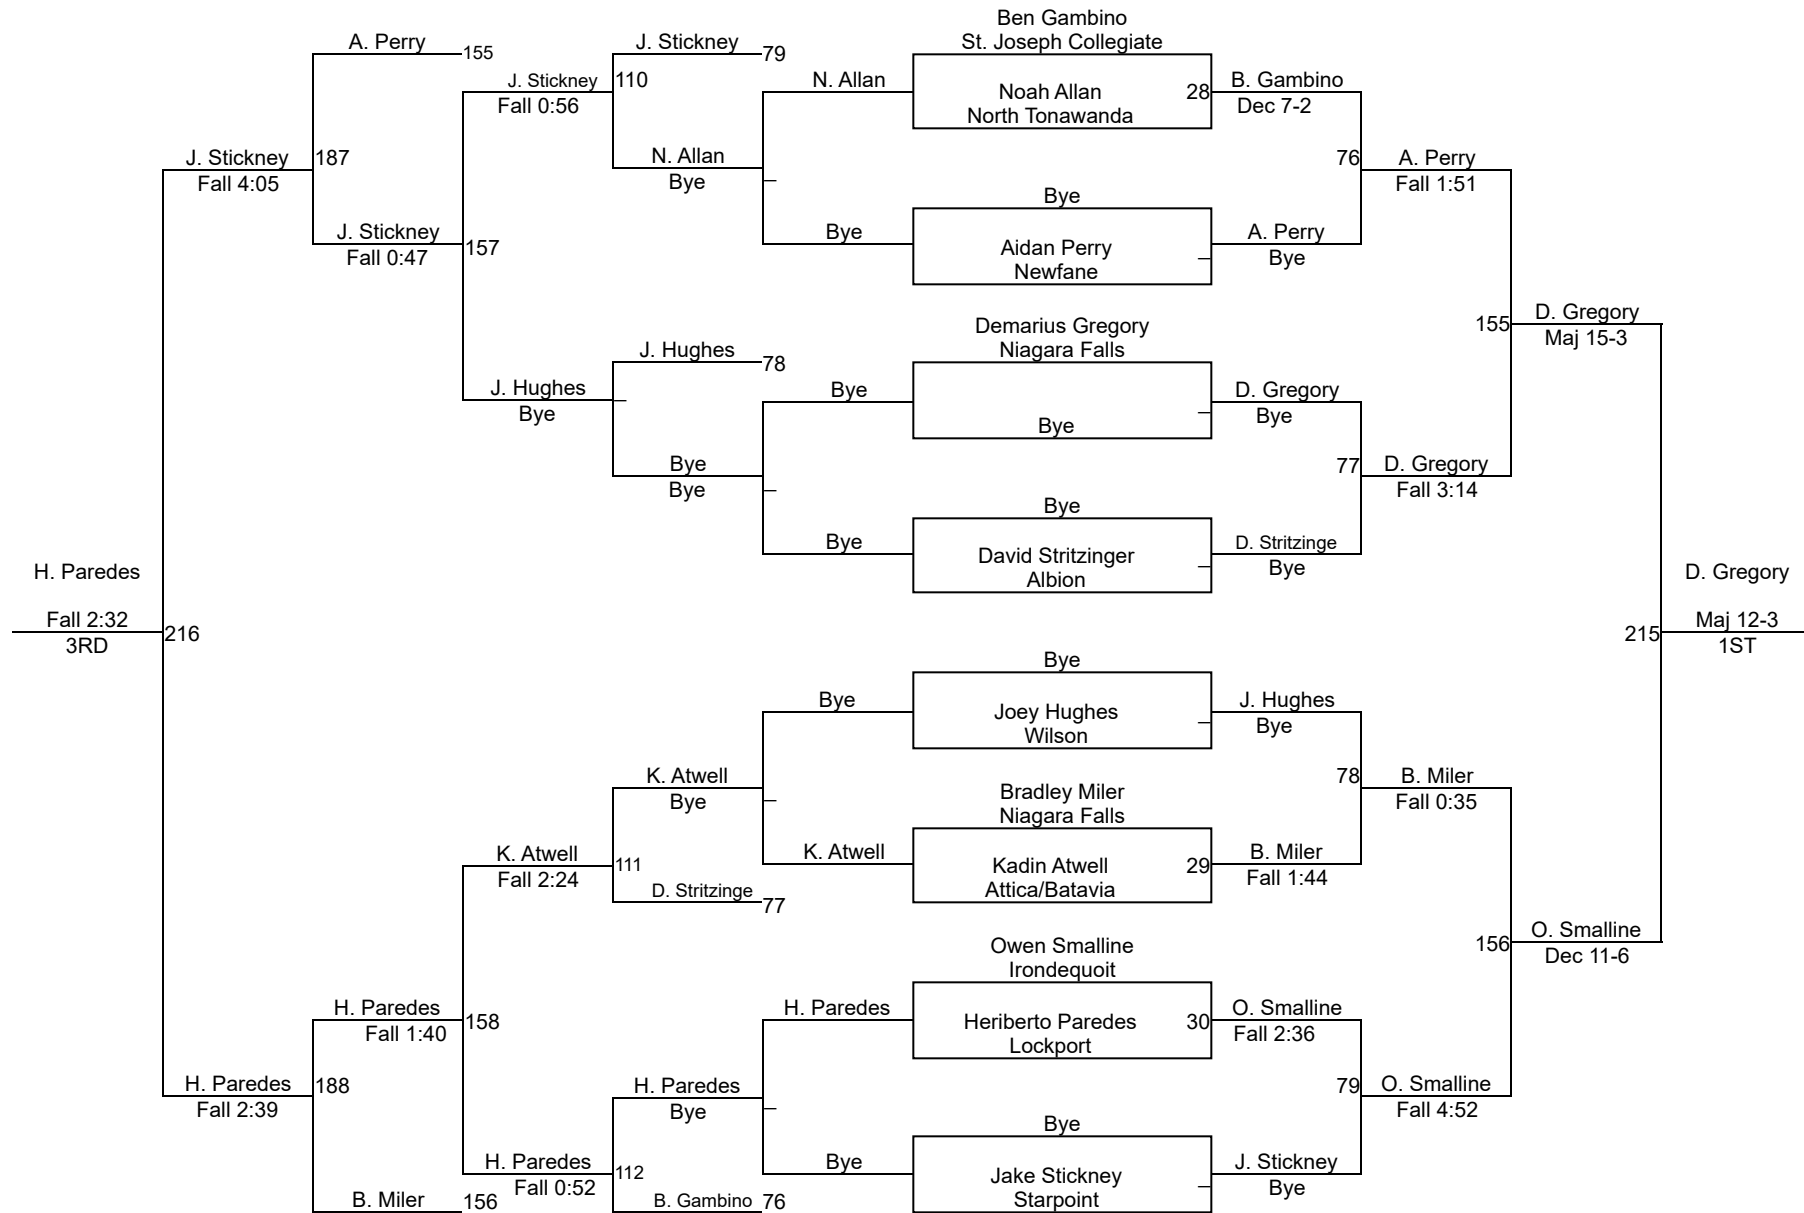 Ben Gambino
St. Joseph Collegiate
A. Perry
155
J. Stickney
79
J. Stickney
110
Fall 0:56
N. Allan
Noah Allan
North Tonawanda
28
B. Gambino
Dec 7-2
J. Stickney
187
Fall 4:05
N. Allan
Bye
–
76
A. Perry
Fall 1:51
Bye
J. Stickney
Fall 0:47
157
Bye
Aidan Perry
Newfane
–
A. Perry
Bye
Demarius Gregory
Niagara Falls
155
D. Gregory
Maj 15-3
J. Hughes
78
J. Hughes
Bye
–
Bye
–
Bye
D. Gregory
Bye
Bye
Bye
–
77
D. Gregory
Fall 3:14
Bye
Bye
David Stritzinger
Albion
–
D. Stritzinge
Bye
H. Paredes
Fall 2:32
3RD
216
D. Gregory
215
Maj 12-3
1ST
Bye
Bye
Joey Hughes
Wilson
–
J. Hughes
Bye
K. Atwell
Bye
–
Bradley Miler
Niagara Falls
78
B. Miler
Fall 0:35
K. Atwell
Fall 2:24
111
K. Atwell
Kadin Atwell
Attica/Batavia
29
B. Miler
Fall 1:44
D. Stritzinge
77
156
O. Smalline
Dec 11-6
Owen Smalline
Irondequoit
H. Paredes
Fall 1:40
158
H. Paredes
Heriberto Paredes
Lockport
30
O. Smalline
Fall 2:36
H. Paredes
Fall 2:39
188
H. Paredes
Bye
–
79
O. Smalline
Fall 4:52
Bye
H. Paredes
Fall 0:52
112
Bye
Jake Stickney
Starpoint
–
J. Stickney
Bye
B. Miler
156
B. Gambino
76